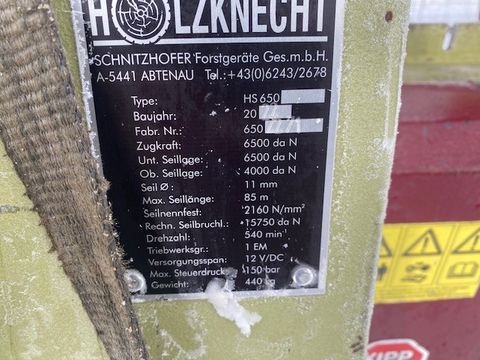 HOLZKNECHT
SCHNITZHOFER Forstgeräte Ges.m.b.H.
A-5441 ABTENAU Tel.:+43(0)6243/2678
Type: HS 650
Baujahr: 20
Fabr. Nr.: 650
Zugkraft: 6500 da N
Unt. Seillage: 6500 da N
Ob. Seillage: 4000 da N
Seil Ø: 11 mm
Max. Seillänge: 85 m
Seilnennfest: 2160 N/mm²
Rechn. Seilbruchl.: 15750 da N
Drehzahl: 540 min⁻¹
Triebwerksgr.: 1 EM
Versorgungsspan: 12 V/DC
Max. Steuerdruck: 150 bar
Gewicht: 440 kg